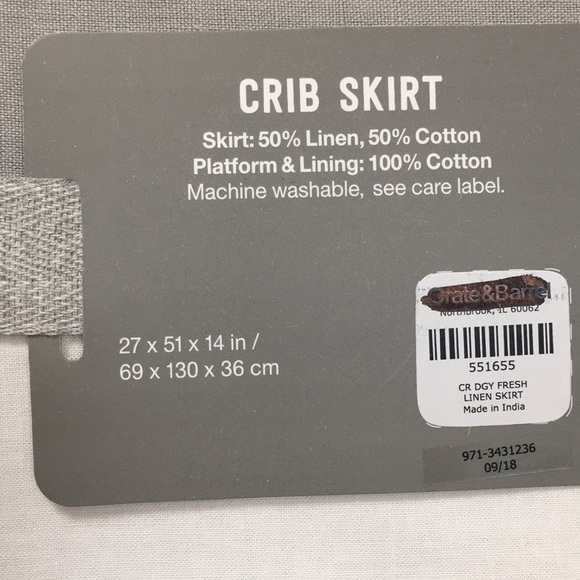 CRIB SKIRT
Skirt: 50% Linen, 50% Cotton
Platform & Lining: 100% Cotton
Machine washable, see care label.
27 x 51 x 14 in /
69 x 130 x 36 cm
Crate&Barrel
Northbrook, IL 60062
551655
CR DGY FRESH
LINEN SKIRT
Made in India
971-3431236
09/18